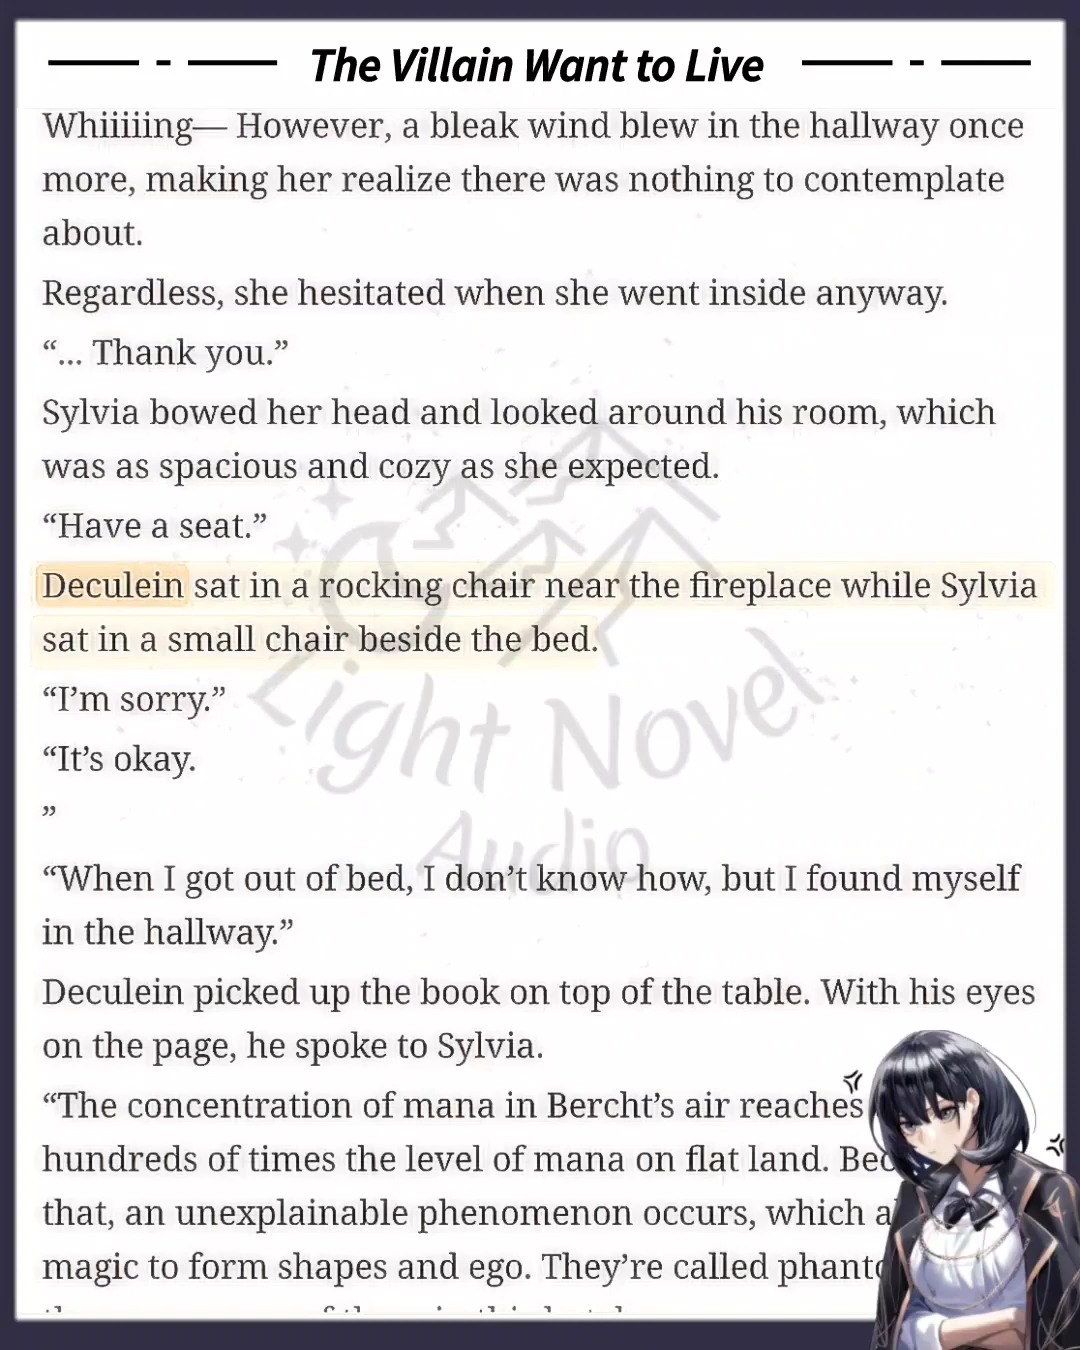 The Villain Want to Live
Whiiiiing— However, a bleak wind blew in the hallway once
more, making her realize there was nothing to contemplate
about.
Regardless, she hesitated when she went inside anyway.
“... Thank you.”
Sylvia bowed her head and looked around his room, which
was as spacious and cozy as she expected.
“Have a seat.”
Deculein sat in a rocking chair near the fireplace while Sylvia
sat in a small chair beside the bed.
“I’m sorry.”
“It’s okay.
”
“When I got out of bed, I don’t know how, but I found myself
in the hallway.”
Deculein picked up the book on top of the table. With his eyes
on the page, he spoke to Sylvia.
“The concentration of mana in Bercht’s air reaches
hundreds of times the level of mana on flat land.
that, an unexplainable phenomenon occurs, which
magic to form shapes and ego. They’re called
Light Novel
Audio